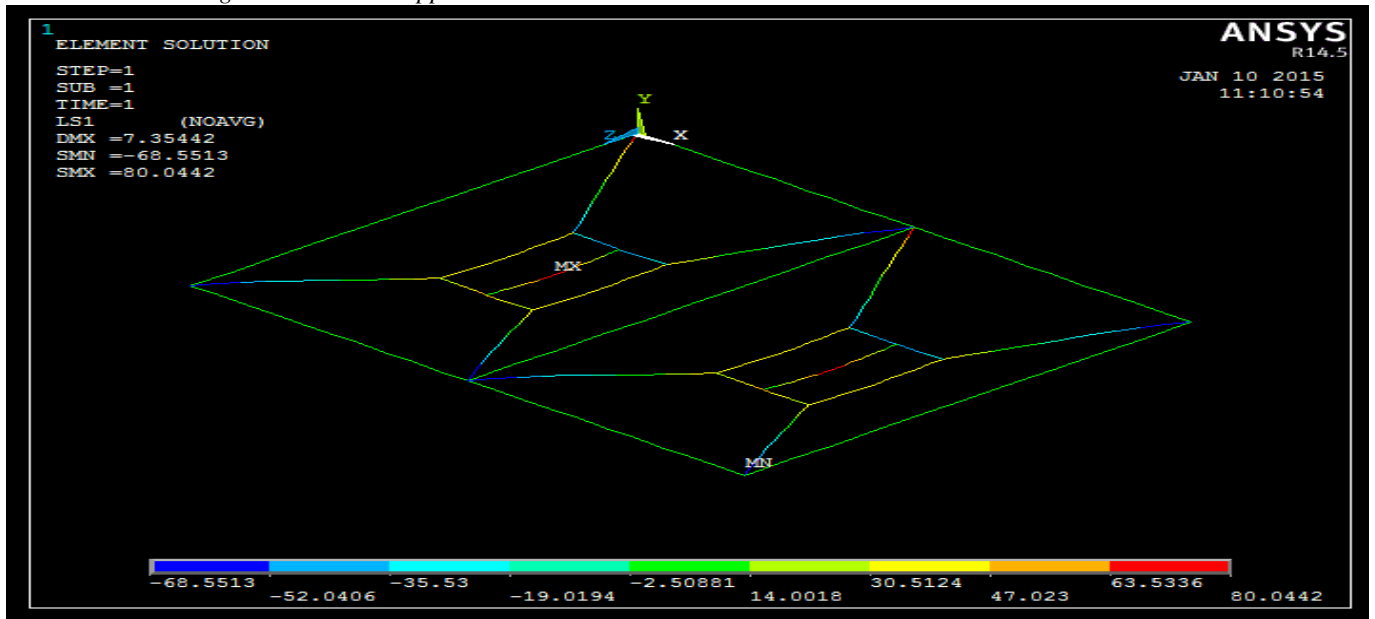 1
ELEMENT SOLUTION
STEP=1
SUB =1
TIME=1
LS1 (NOAVG)
DMX =7.35442
SMN =-68.5513
SMX =80.0442
ANSYS
R14.5
JAN 10 2015
11:10:54
Y
Z X
MX
MN
-68.5513 -35.53 -2.50881 30.5124 63.5336
-52.0406 -19.0194 14.0018 47.023 80.0442